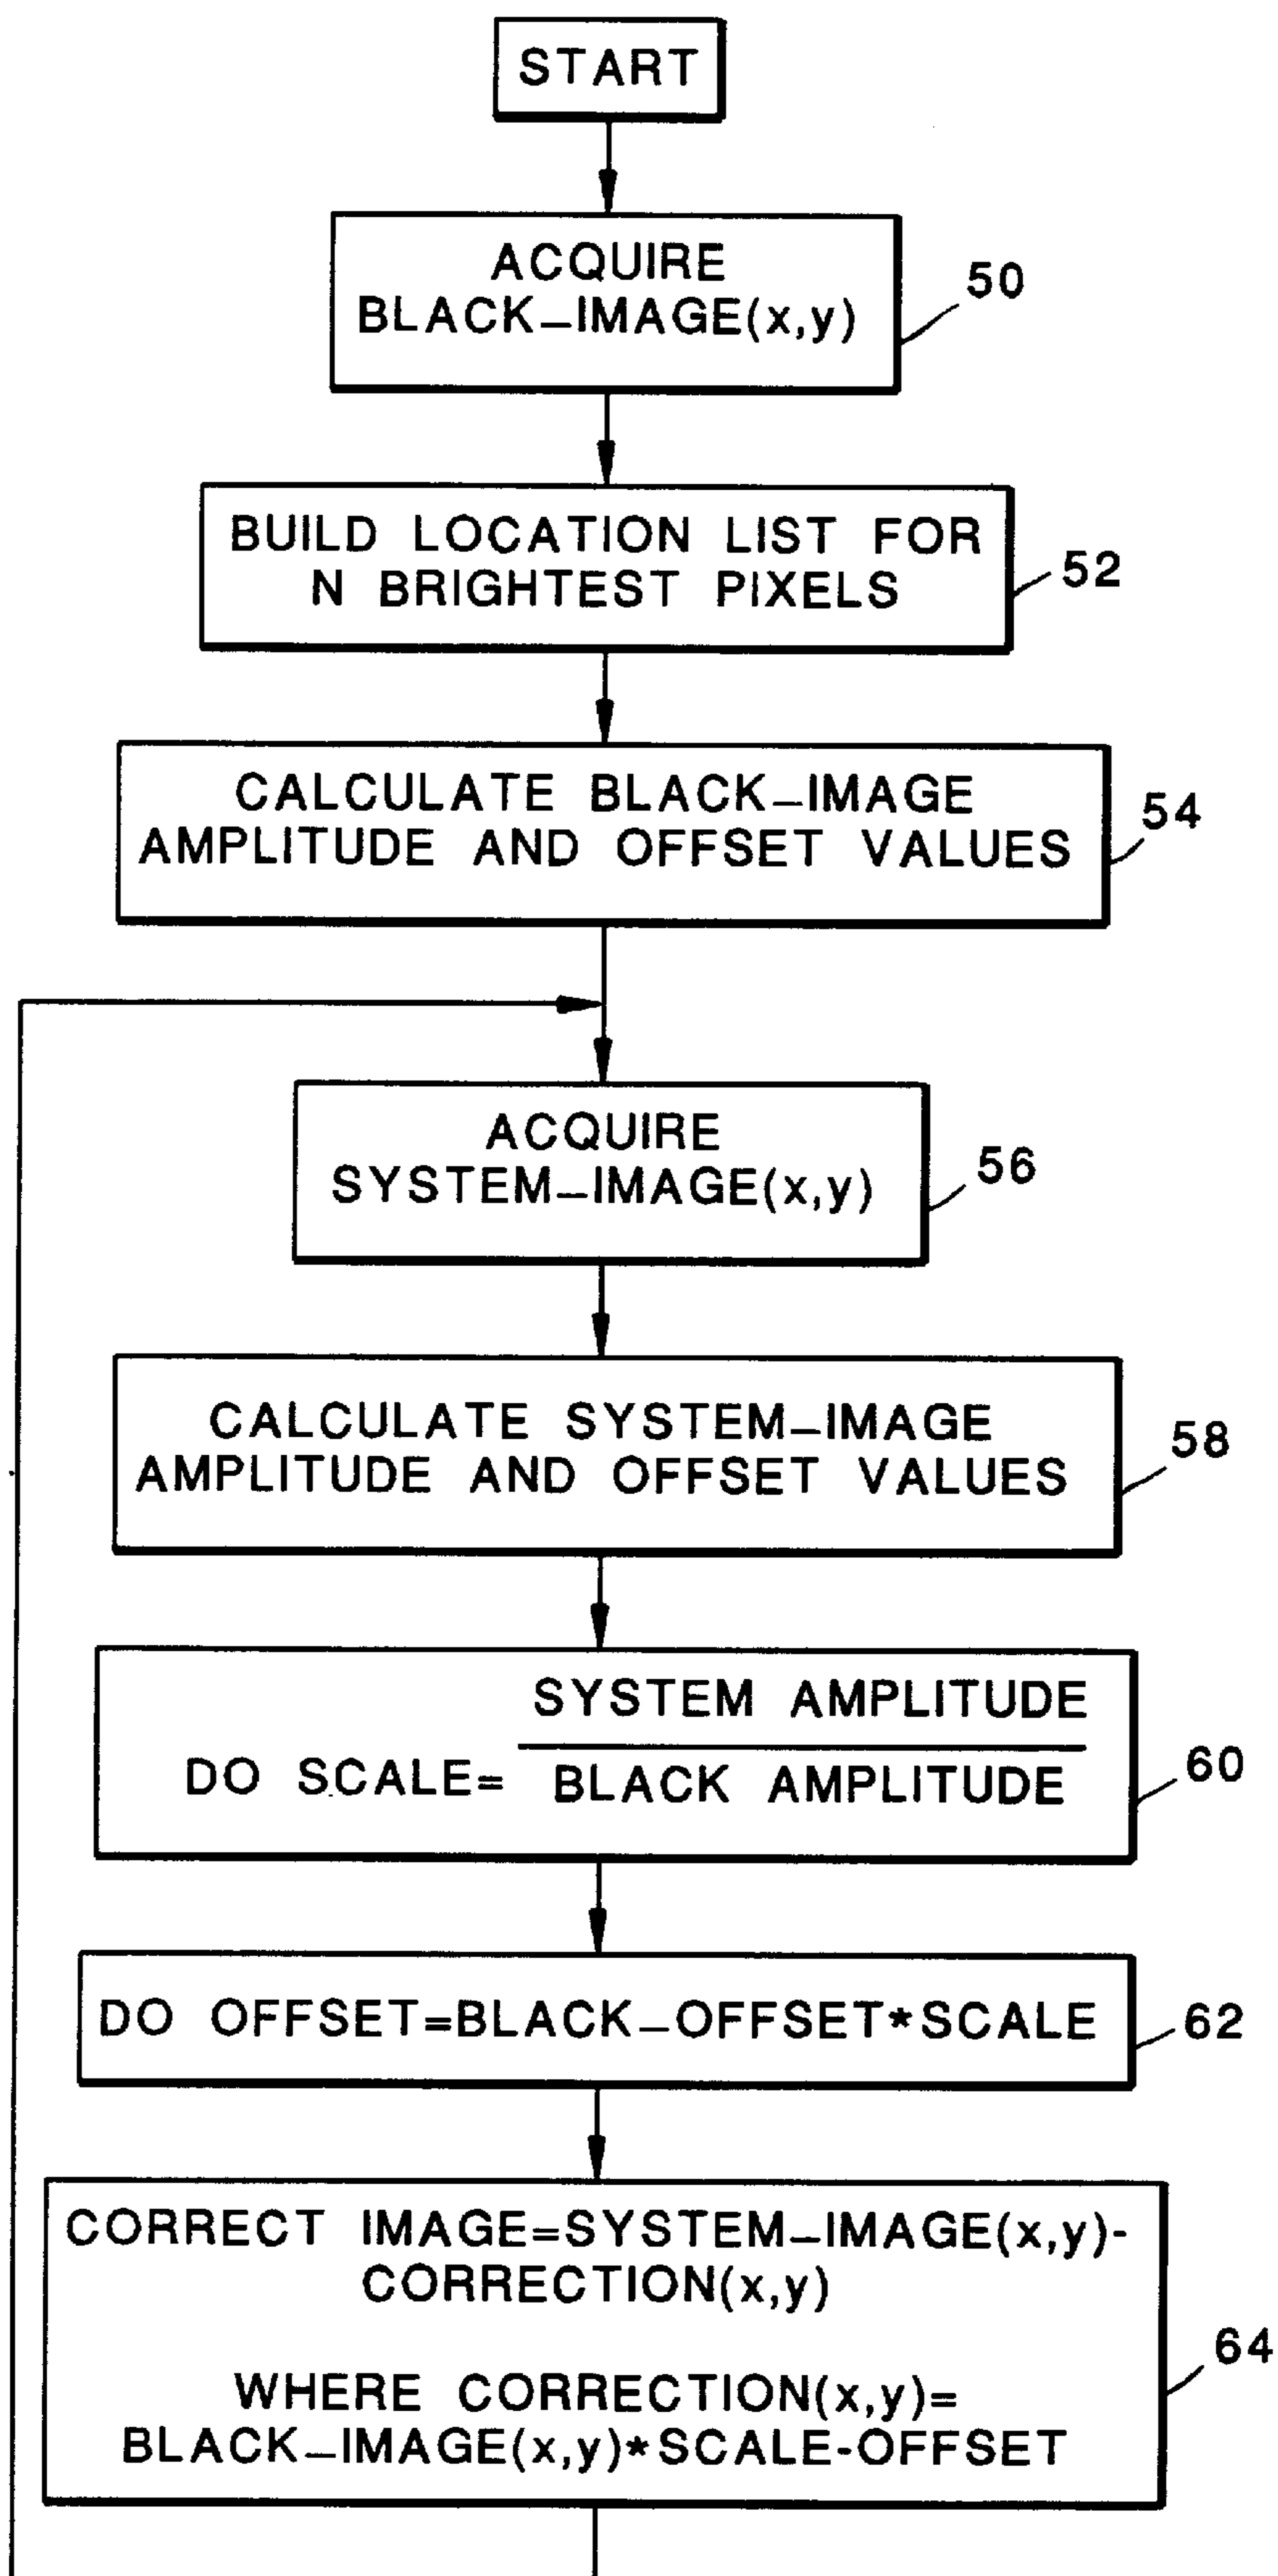 START
ACQUIRE
BLACK–IMAGE(x,y)
50
BUILD LOCATION LIST FOR
N BRIGHTEST PIXELS
52
CALCULATE BLACK–IMAGE
AMPLITUDE AND OFFSET VALUES
54
ACQUIRE
SYSTEM–IMAGE(x,y)
56
CALCULATE SYSTEM–IMAGE
AMPLITUDE AND OFFSET VALUES
58
SYSTEM AMPLITUDE
DO SCALE= BLACK AMPLITUDE
60
DO OFFSET=BLACK–OFFSET*SCALE
62
CORRECT IMAGE=SYSTEM–IMAGE(x,y)-
CORRECTION(x,y)
WHERE CORRECTION(x,y)=
BLACK–IMAGE(x,y)*SCALE-OFFSET
64